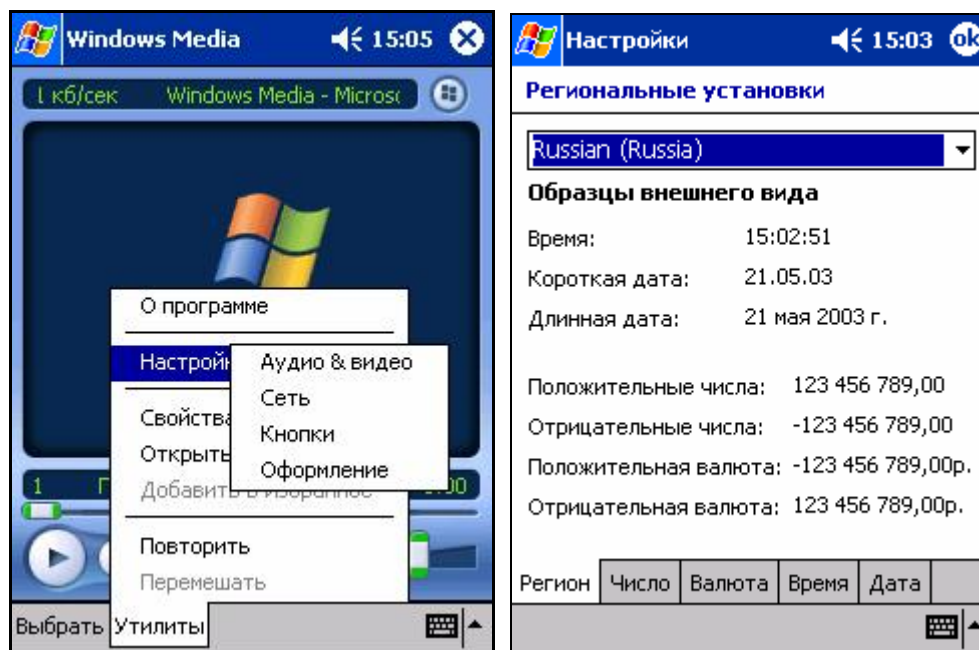 Windows Media 15:05
1 кб/сек Windows Media - Micros
О программе
Настройк
Аудио & видео
Сеть
Кнопки
Оформление
Свойства
Открыть
Добавить в Избранное
1 П :00
Повторить
Перемешать
Выбрать Утилиты
Настройки 15:03 ok
Региональные установки
Russian (Russia)
Образцы внешнего вида
Время: 15:02:51
Короткая дата: 21.05.03
Длинная дата: 21 мая 2003 г.
Положительные числа: 123 456 789,00
Отрицательные числа: -123 456 789,00
Положительная валюта: -123 456 789,00р.
Отрицательная валюта: 123 456 789,00р.
Регион Число Валюта Время Дата